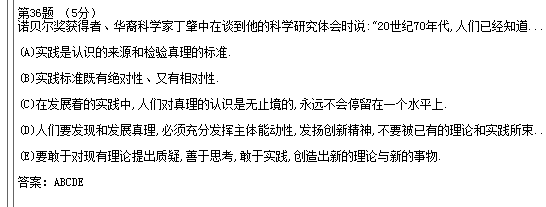 第36题 （5分）
诺贝尔奖获得者、华裔科学家丁肇中在谈到他的科学研究体会时说:“20世纪70年代,人们已经知道...
(A)实践是认识的来源和检验真理的标准.
(B)实践标准既有绝对性、又有相对性.
(C)在发展着的实践中,人们对真理的认识是无止境的,永远不会停留在一个水平上.
(D)人们要发现和发展真理,必须充分发挥主体能动性,发扬创新精神,不要被已有的理论和实践所束..
(E)要敢于对现有理论提出质疑,善于思考,敢于实践,创造出新的理论与新的事物.
答案: ABCDE